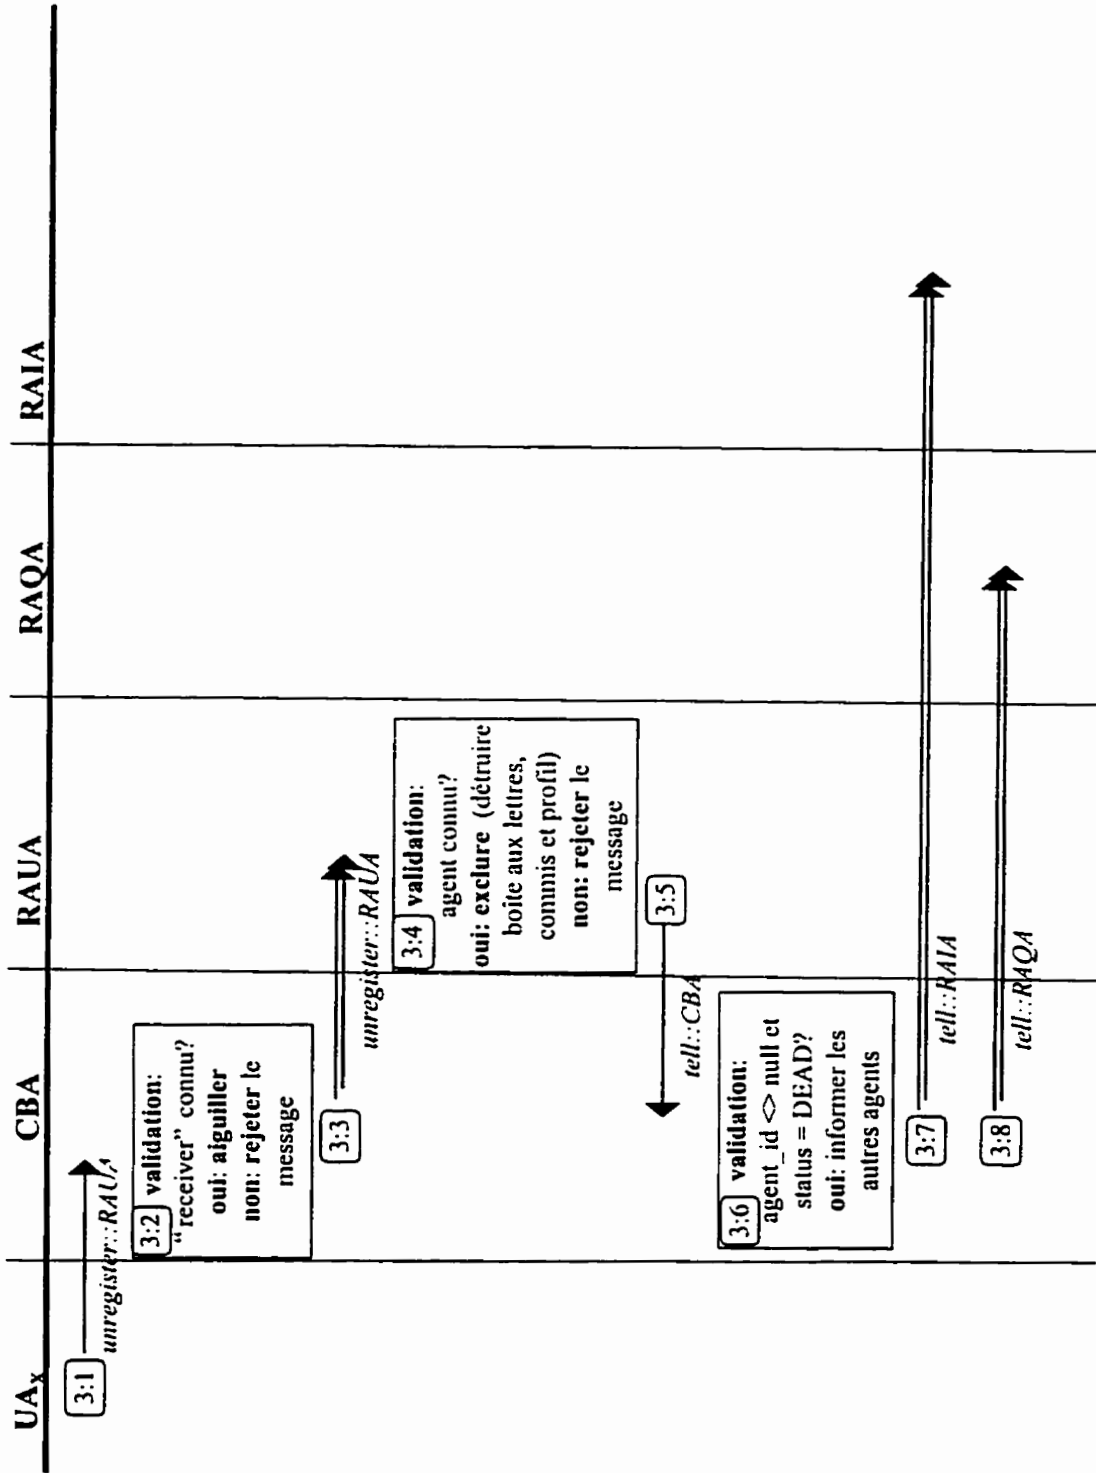 UAx CBA RAUA RAQA RAIA
3:1
unregister::RAUA
3:2 validation:
"receiver" connu?
oui: aiguiller
non: rejeter le
message
3:3
unregister::RAUA
3:4 validation:
agent connu?
oui: exclure (détruire
boite aux lettres,
commis et profil)
non: rejeter le
message
3:5
tell::CBA
3:6 validation:
agent_id <> null et
status = DEAD?
oui: informer les
autres agents
3:7
tell::RAIA
3:8
tell::RAQA